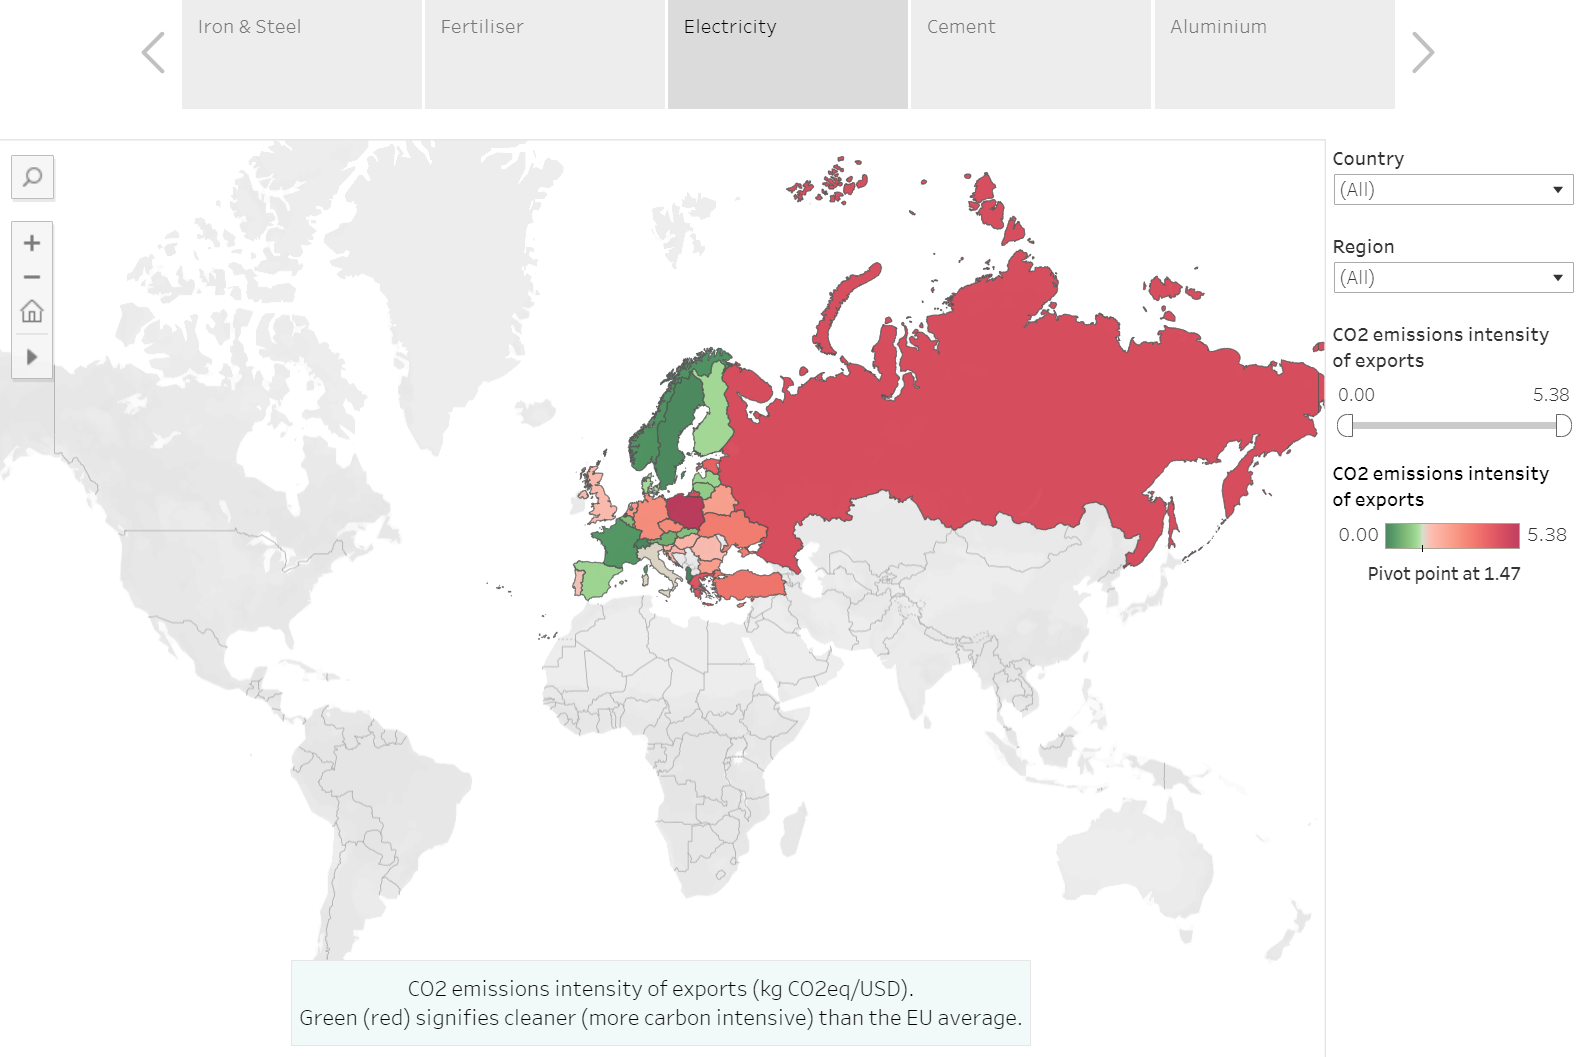 Iron & Steel
Fertiliser
Electricity
Cement
Aluminium
Country
(All)
Region
(All)
CO2 emissions intensity
of exports
0.00
5.38
CO2 emissions intensity
of exports
0.00
5.38
Pivot point at 1.47
CO2 emissions intensity of exports (kg CO2eq/USD).
Green (red) signifies cleaner (more carbon intensive) than the EU average.